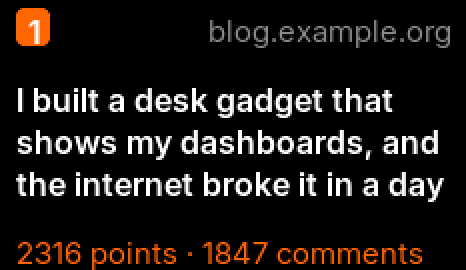 1 blog.example.org
I built a desk gadget that
shows my dashboards, and
the internet broke it in a day
2316 points · 1847 comments